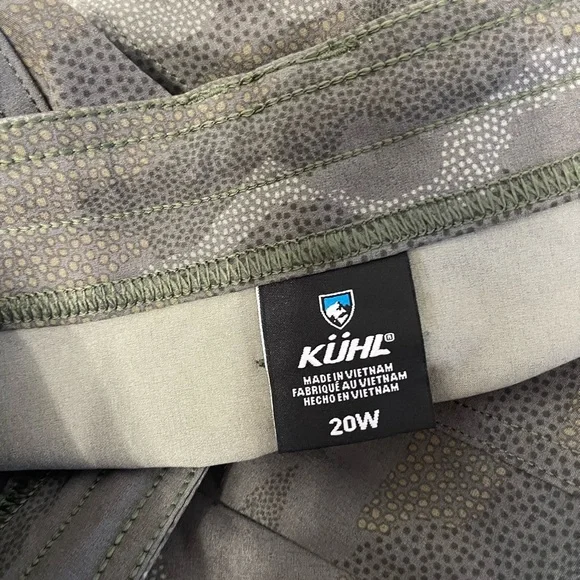 KÜHL®
MADE IN VIETNAM
FABRIQUÉ AU VIETNAM
HECHO EN VIETNAM
20W